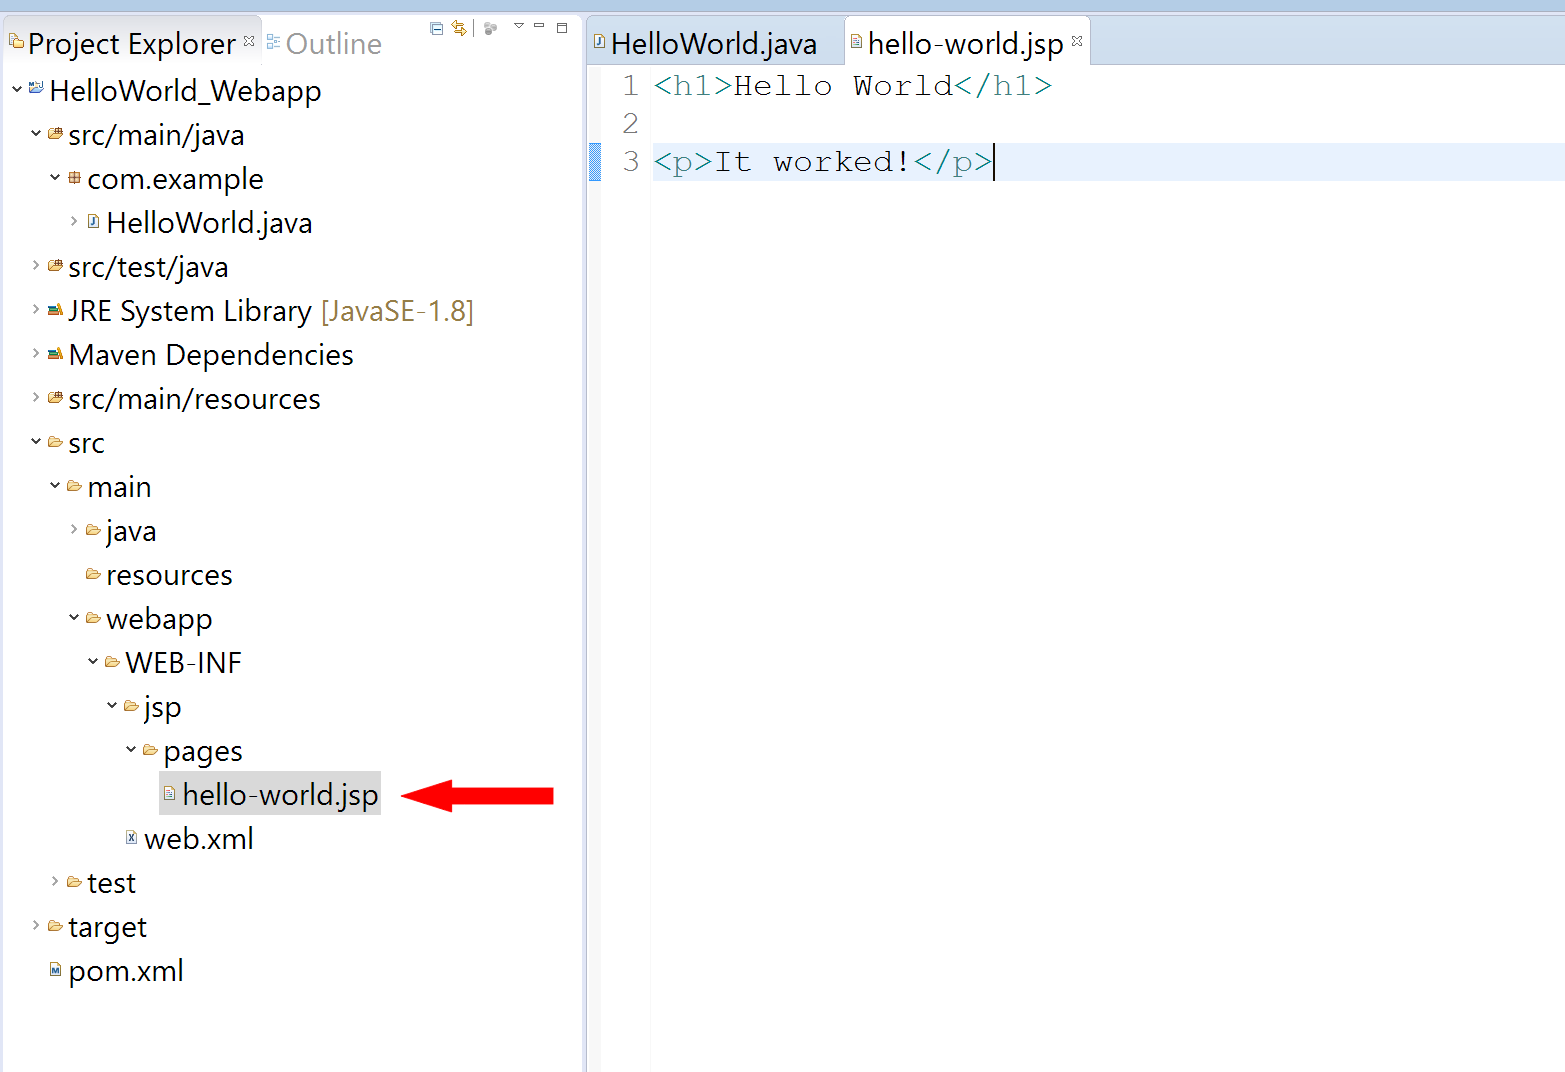 Project Explorer
Outline
HelloWorld_Webapp
src/main/java
com.example
HelloWorld.java
src/test/java
JRE System Library [JavaSE-1.8]
Maven Dependencies
src/main/resources
src
main
java
resources
webapp
WEB-INF
jsp
pages
hello-world.jsp
web.xml
test
target
pom.xml
HelloWorld.java
hello-world.jsp
1 <h1>Hello World</h1>
2
3 <p>It worked!</p>